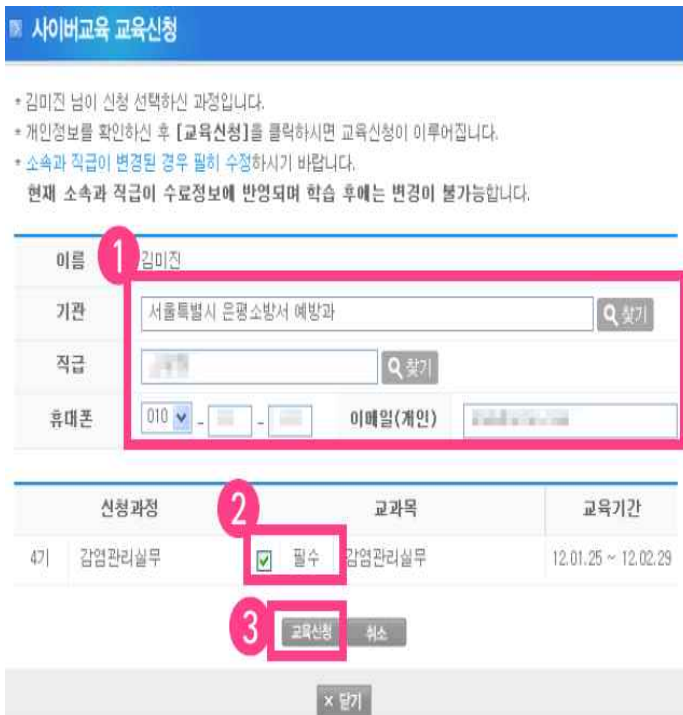 사이버교육 교육신청
* 김미진 님이 신청 선택하신 과정입니다.
* 개인정보를 확인하신 후 [교육신청]을 클릭하시면 교육신청이 이루어집니다.
* 소속과 직급이 변경된 경우 필히 수정하시기 바랍니다.
현재 소속과 직급이 수료정보에 반영되며 학습 후에는 변경이 불가능합니다.
이름 1 김미진
기관 서울특별시 은평소방서 예방과 찾기
직급 찾기
휴대폰 010 - - 이메일(개인)
신청과정 2 교과목 교육기간
4기 감염관리실무 필수 감염관리실무 12.01.25 ~ 12.02.29
3 교육신청 취소
× 닫기